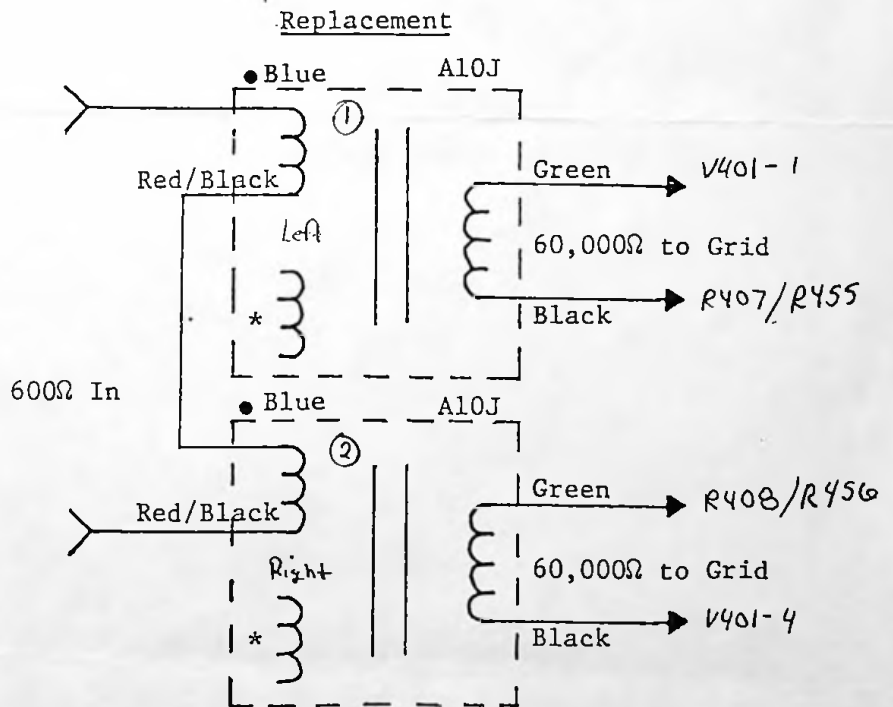 Replacement
Blue A10J
1
Red/Black
Green V401-1
Left
60,000Ω to Grid
*
Black R407/R455
600Ω In
Blue A10J
2
Green R408/R456
Red/Black
Right
60,000Ω to Grid
*
Black V401-4